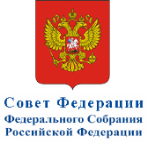 Совет Федерации
Федерального Собрания
Российской Федерации